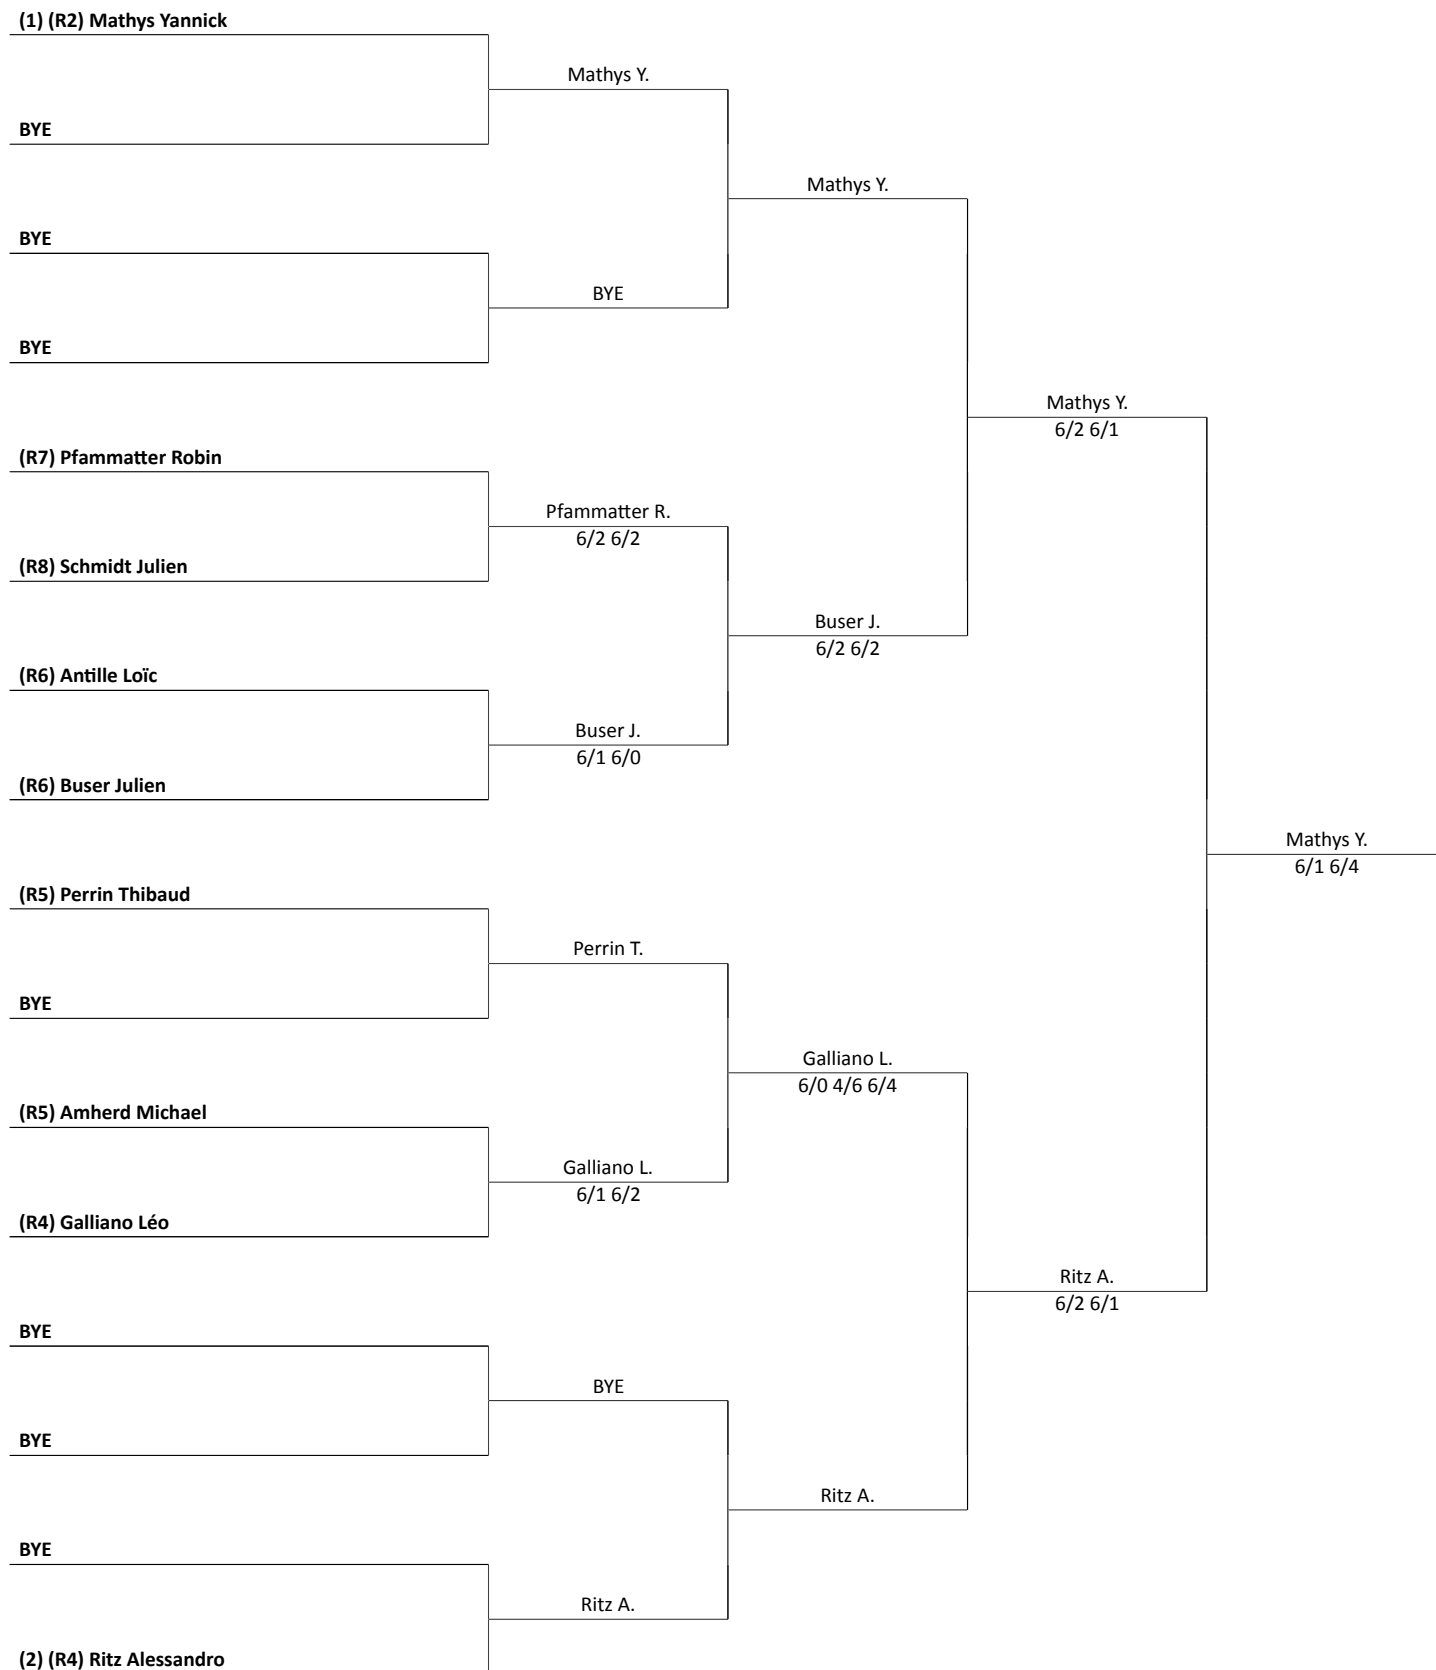 (1) (R2) Mathys Yannick
Mathys Y.
BYE
Mathys Y.
BYE
BYE
BYE
Mathys Y.
6/2 6/1
(R7) Pfammatter Robin
Pfammatter R.
6/2 6/2
(R8) Schmidt Julien
Buser J.
6/2 6/2
(R6) Antille Loïc
Buser J.
6/1 6/0
(R6) Buser Julien
Mathys Y.
6/1 6/4
(R5) Perrin Thibaud
Perrin T.
BYE
Galliano L.
6/0 4/6 6/4
(R5) Amherd Michael
Galliano L.
6/1 6/2
(R4) Galliano Léo
Ritz A.
6/2 6/1
BYE
BYE
BYE
Ritz A.
BYE
Ritz A.
(2) (R4) Ritz Alessandro